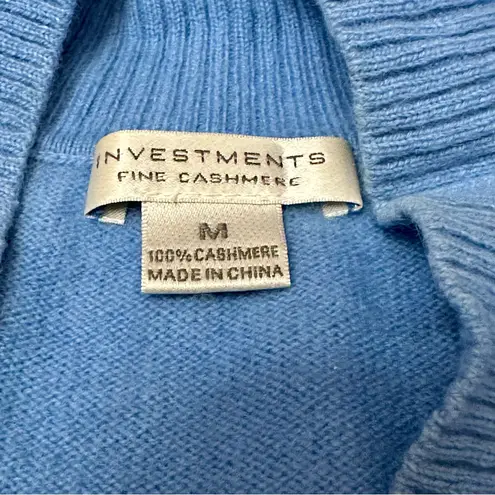 INVESTMENTS
FINE CASHMERE
M
100% CASHMERE
MADE IN CHINA